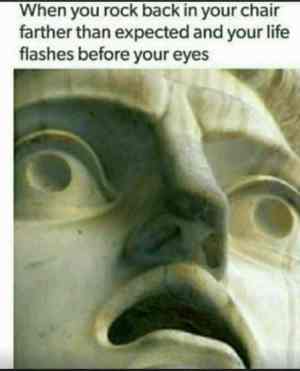 When you rock back in your chair
farther than expected and your life
flashes before your eyes